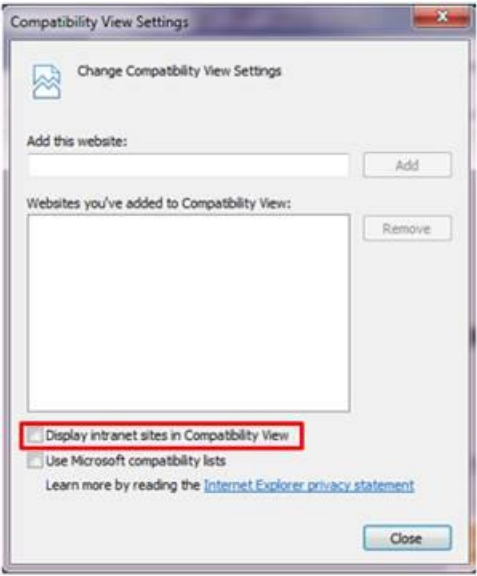 Compatibility View Settings
Change Compatibility View Settings
Add this website:
Add
Websites you've added to Compatibility View:
Remove
Display intranet sites in Compatibility View
Use Microsoft compatibility lists
Learn more by reading the Internet Explorer privacy statement
Close